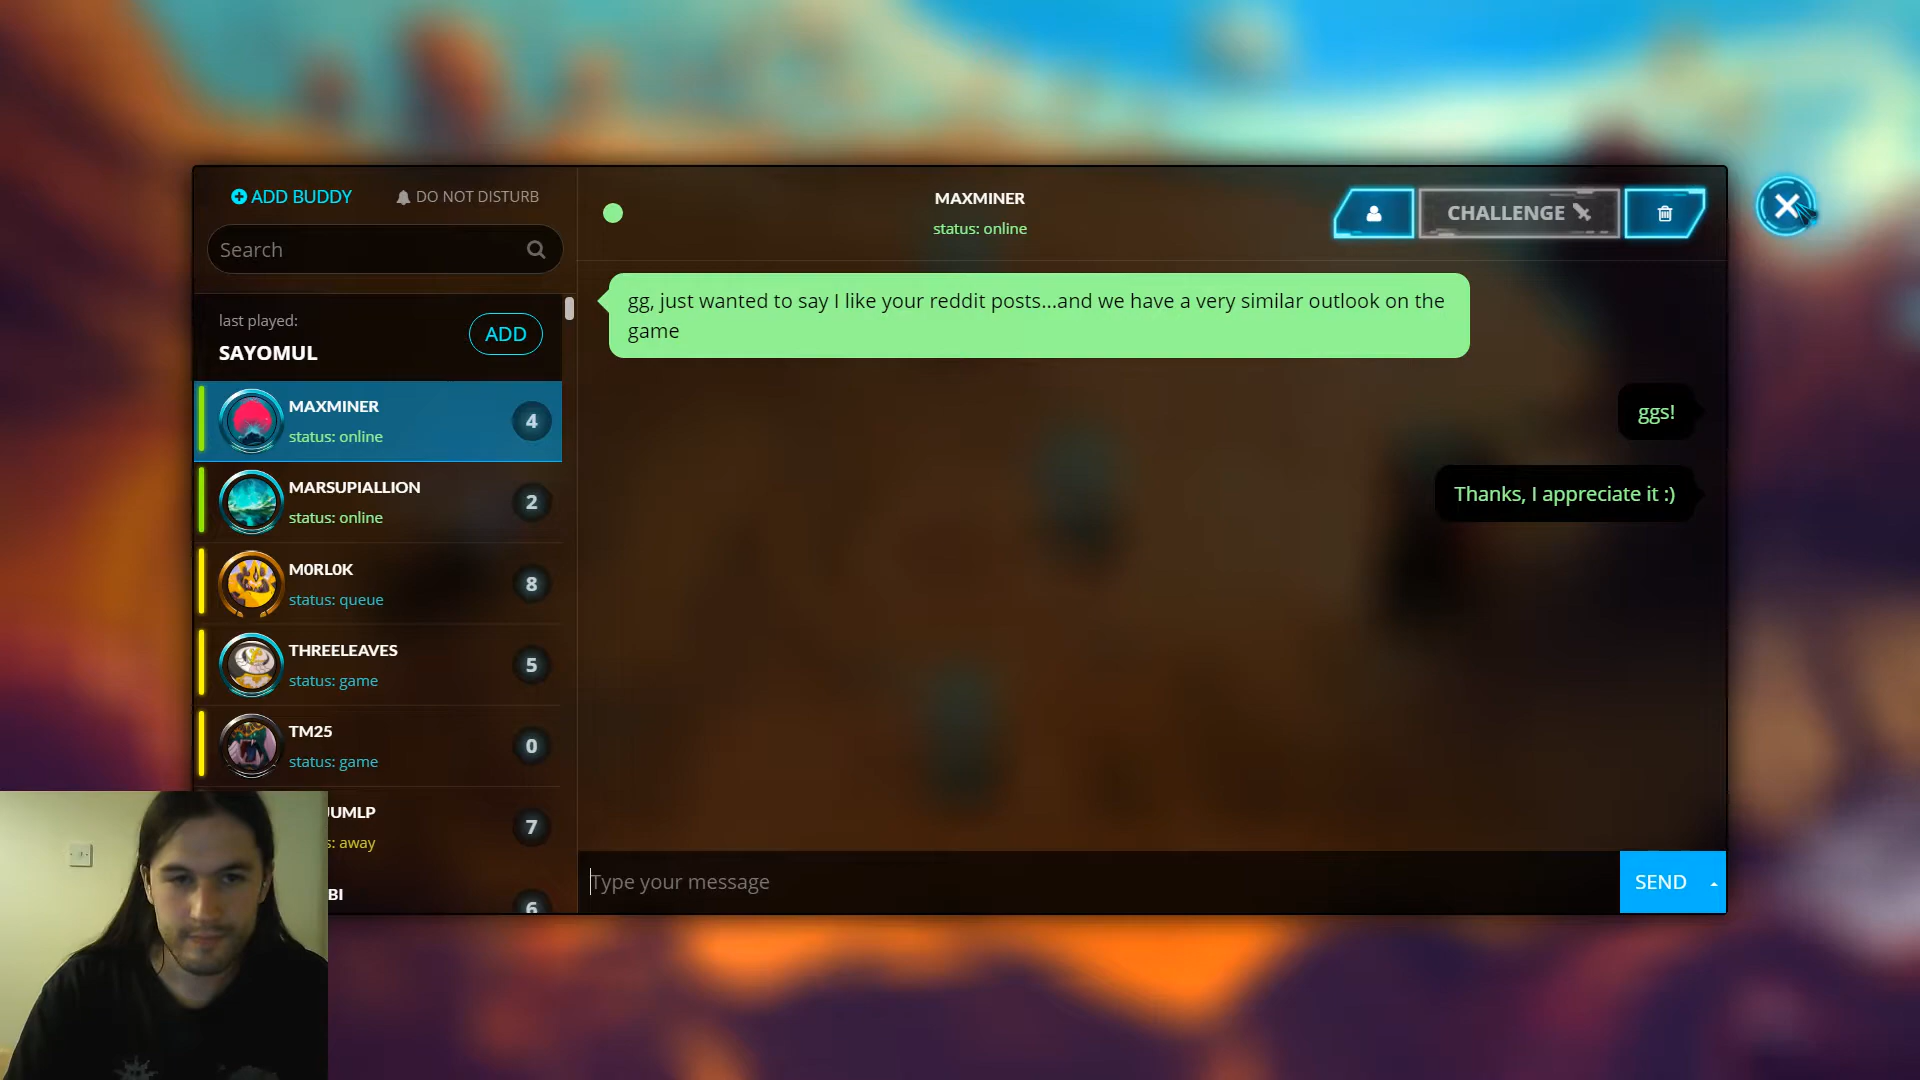 ADD BUDDY
DO NOT DISTURB
Search
last played:
SAYOMUL
ADD
MAXMINER
status: online
4
MARSUPIALLION
status: online
2
M0RL0K
status: queue
8
THREELEAVES
status: game
5
TM25
status: game
0
UMLP
s: away
7
BI
6
MAXMINER
status: online
CHALLENGE
gg, just wanted to say I like your reddit posts...and we have a very similar outlook on the
game
ggs!
Thanks, I appreciate it :)
Type your message
SEND